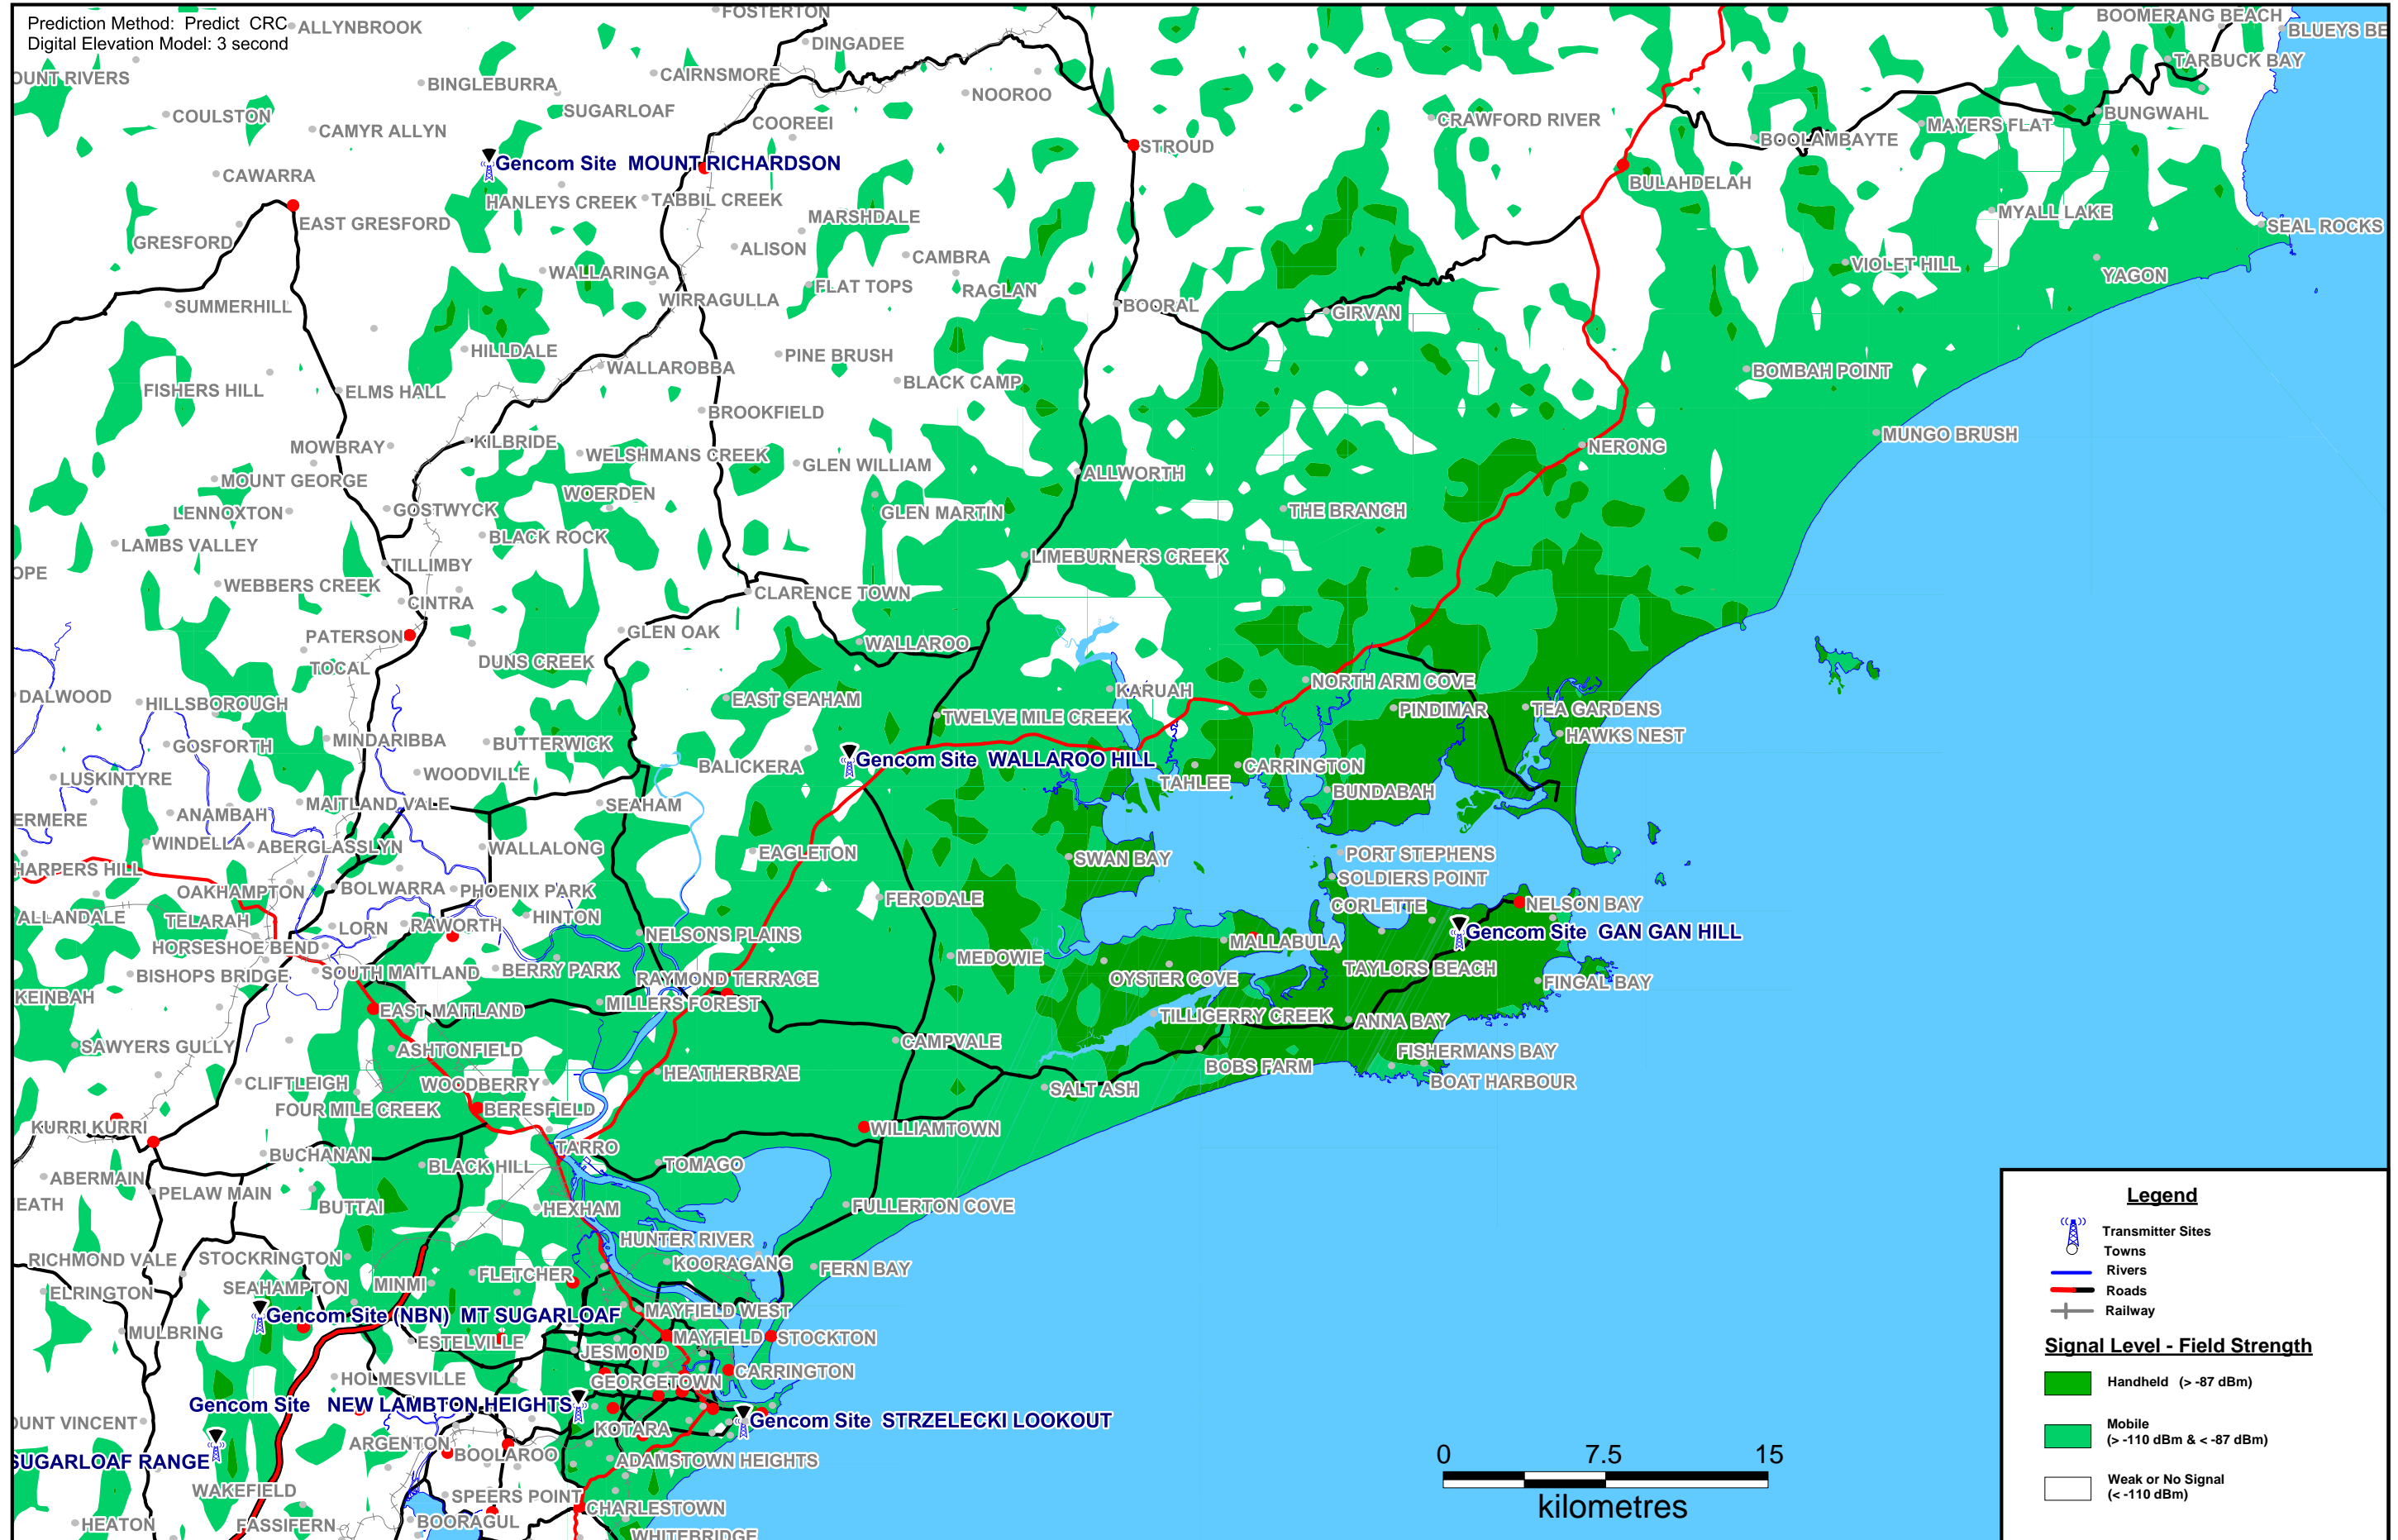 Prediction Method: Predict CRC
Digital Elevation Model: 3 second
ALLYNBROOK
FOSTERTON
DINGADEE
BOOMERANG BEACH
BLUEYS BE
TARBUCK BAY
OUNT RIVERS
BINGLEBURRA
CAIRNSMORE
NOOROO
SUGARLOAF
COULSTON
CAMYR ALLYN
COOREEI
CRAWFORD RIVER
BUNGWAHL
MAYERS FLAT
BOOLAMBAYTE
STROUD
Gencom Site MOUNT RICHARDSON
CAWARRA
BULAHDELAH
HANLEYS CREEK
TABBIL CREEK
MARSHDALE
MYALL LAKE
EAST GRESFORD
SEAL ROCKS
GRESFORD
ALISON
CAMBRA
WALLARINGA
VIOLET HILL
YAGON
FLAT TOPS
RAGLAN
WIRRAGULLA
SUMMERHILL
BOORAL
GIRVAN
HILLDALE
PINE BRUSH
WALLAROBBA
BOMBAH POINT
BLACK CAMP
FISHERS HILL
ELMS HALL
BROOKFIELD
MUNGO BRUSH
MOWBRAY
KILBRIDE
NERONG
WELSHMANS CREEK
GLEN WILLIAM
ALLWORTH
MOUNT GEORGE
WOERDEN
GOSTWYCK
THE BRANCH
LENNOXTON
GLEN MARTIN
BLACK ROCK
LAMBS VALLEY
LIMEBURNERS CREEK
TILLIMBY
OPE
WEBBERS CREEK
CLARENCE TOWN
CINTRA
GLEN OAK
PATERSON
WALLAROO
DUNS CREEK
TOCAL
NORTH ARM COVE
KARUAH
DALWOOD
HILLSBOROUGH
EAST SEAHAM
PINDIMAR
TEA GARDENS
TWELVE MILE CREEK
HAWKS NEST
MINDARIBBA
BUTTERWICK
GOSFORTH
Gencom Site WALLAROO HILL
BALICKERA
CARRINGTON
WOODVILLE
LUSKINTYRE
TAHLEE
BUNDABAH
MAITLAND VALE
SEAHAM
ANAMBAH
ERMERE
WINDELLA
ABERGLASSLYN
WALLALONG
EAGLETON
PORT STEPHENS
SWAN BAY
HARPERS HILL
SOLDIERS POINT
OAKHAMPTON
BOLWARRA
PHOENIX PARK
FERODALE
CORLETTE
NELSON BAY
ALLANDALE
TELARAH
HINTON
RAWORTH
LORN
NELSONS PLAINS
Gencom Site GAN GAN HILL
HORSESHOE BEND
MALLABULA
MEDOWIE
BISHOPS BRIDGE
SOUTH MAITLAND
BERRY PARK
TAYLORS BEACH
RAYMOND TERRACE
OYSTER COVE
FINGAL BAY
KEINBAH
MILLERS FOREST
EAST MAITLAND
TILLIGERRY CREEK
ANNA BAY
CAMPVALE
SAWYERS GULLY
ASHTONFIELD
FISHERMANS BAY
BOBS FARM
HEATHERBRAE
CLIFTLEIGH
WOODBERRY
BOAT HARBOUR
SALT ASH
FOUR MILE CREEK
BERESFIELD
KURRI KURRI
WILLIAMTOWN
TARRO
BUCHANAN
BLACK HILL
TOMAGO
ABERMAIN
PELAW MAIN
EATH
BUTTAI
HEXHAM
FULLERTON COVE
HUNTER RIVER
RICHMOND VALE
STOCKRINGTON
KOORAGANG
FERN BAY
FLETCHER
SEAHAMPTON
MINMI
ELRINGTON
MAYFIELD WEST
Gencom Site (NBN) MT SUGARLOAF
MULBRING
MAYFIELD
STOCKTON
ESTELVILLE
JESMOND
CARRINGTON
HOLMESVILLE
GEORGETOWN
Gencom Site NEW LAMBTON HEIGHTS
OUNT VINCENT
Gencom Site STRZELECKI LOOKOUT
KOTARA
ARGENTON
BOOLAROO
SUGARLOAF RANGE
ADAMSTOWN HEIGHTS
WAKEFIELD
SPEERS POINT
CHARLESTOWN
HEATON
FASSIFERN
BOORAGUL
WHITEBRIDGE
0 7.5 15
kilometres
Legend
Transmitter Sites
Towns
Rivers
Roads
Railway
Signal Level - Field Strength
Handheld (> -87 dBm)
Mobile
(> -110 dBm & < -87 dBm)
Weak or No Signal
(< -110 dBm)